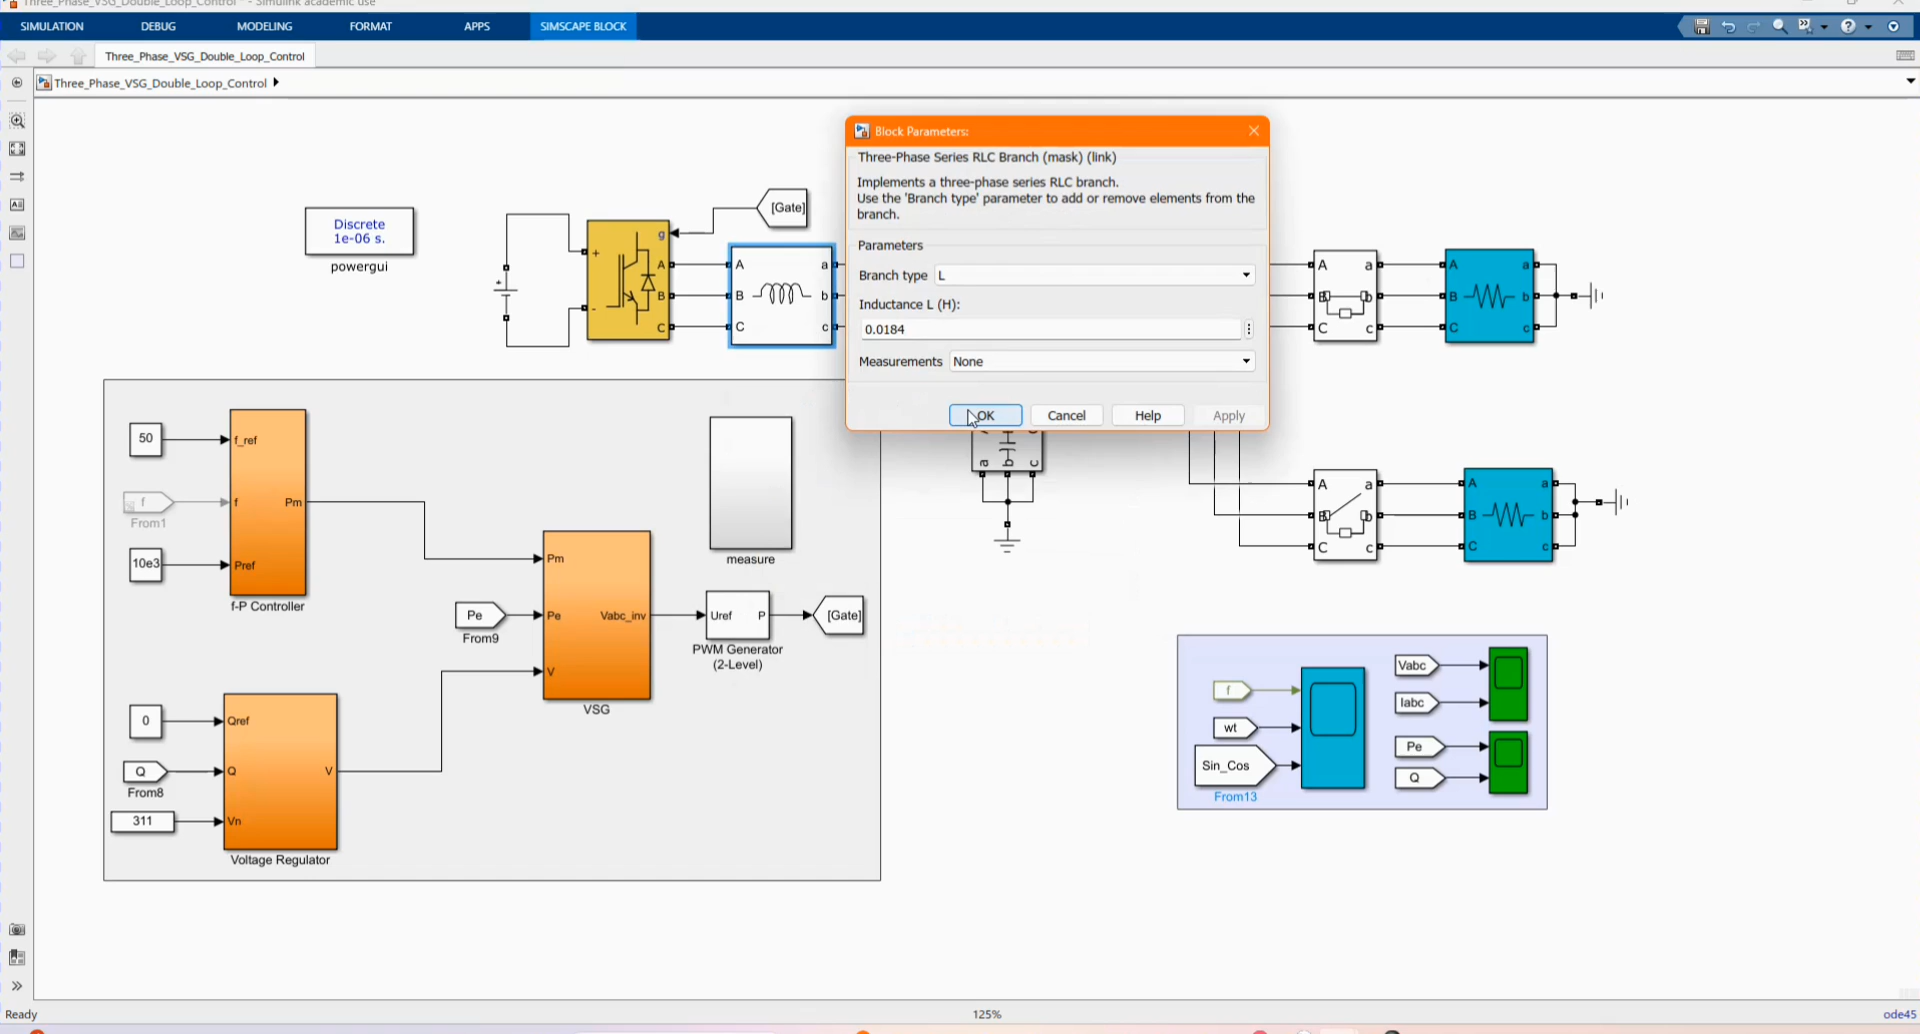 Three_Phase_VSG_Double_Loop_Control * - Simulink academic use
SIMULATION
DEBUG
MODELING
FORMAT
APPS
SIMSCAPE BLOCK
Three_Phase_VSG_Double_Loop_Control
Three_Phase_VSG_Double_Loop_Control
Block Parameters:
Three-Phase Series RLC Branch (mask) (link)
Implements a three-phase series RLC branch.
Use the 'Branch type' parameter to add or remove elements from the
branch.
Parameters
Branch type L
Inductance L (H):
0.0184
Measurements None
OK
Cancel
Help
Apply
Discrete
1e-06 s.
powergui
[Gate]
g
+
-
A
B
C
A
B
C
a
b
c
A
B
C
a
b
c
A
B
C
a
b
c
a
b
c
A
B
C
a
b
c
A
B
C
a
b
c
50
f_ref
f
From1
f
Pm
10e3
Pref
f-P Controller
measure
Pm
Pe
From9
Pe
Vabc_inv
V
VSG
Uref P
PWM Generator
(2-Level)
[Gate]
0
Qref
Q
From8
Q
V
311
Vn
Voltage Regulator
f
wt
Sin_Cos
From13
Vabc
Iabc
Pe
Q
Ready
125%
ode45